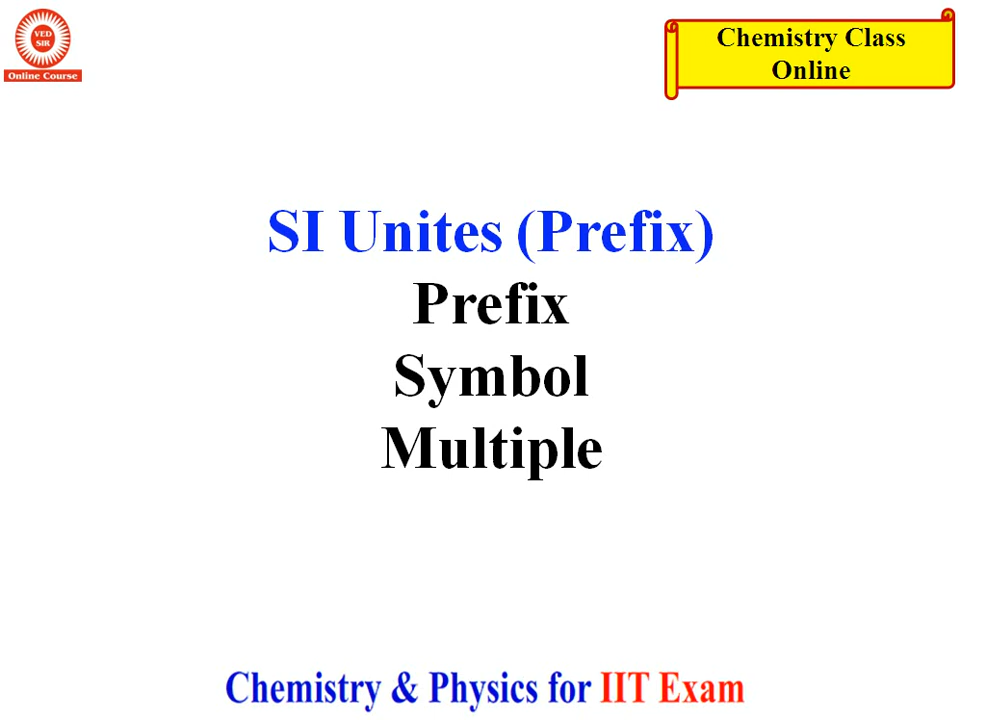 VED
SIR
Online Course
Chemistry Class
Online
SI Unites (Prefix)
Prefix
Symbol
Multiple
Chemistry & Physics for IIT Exam